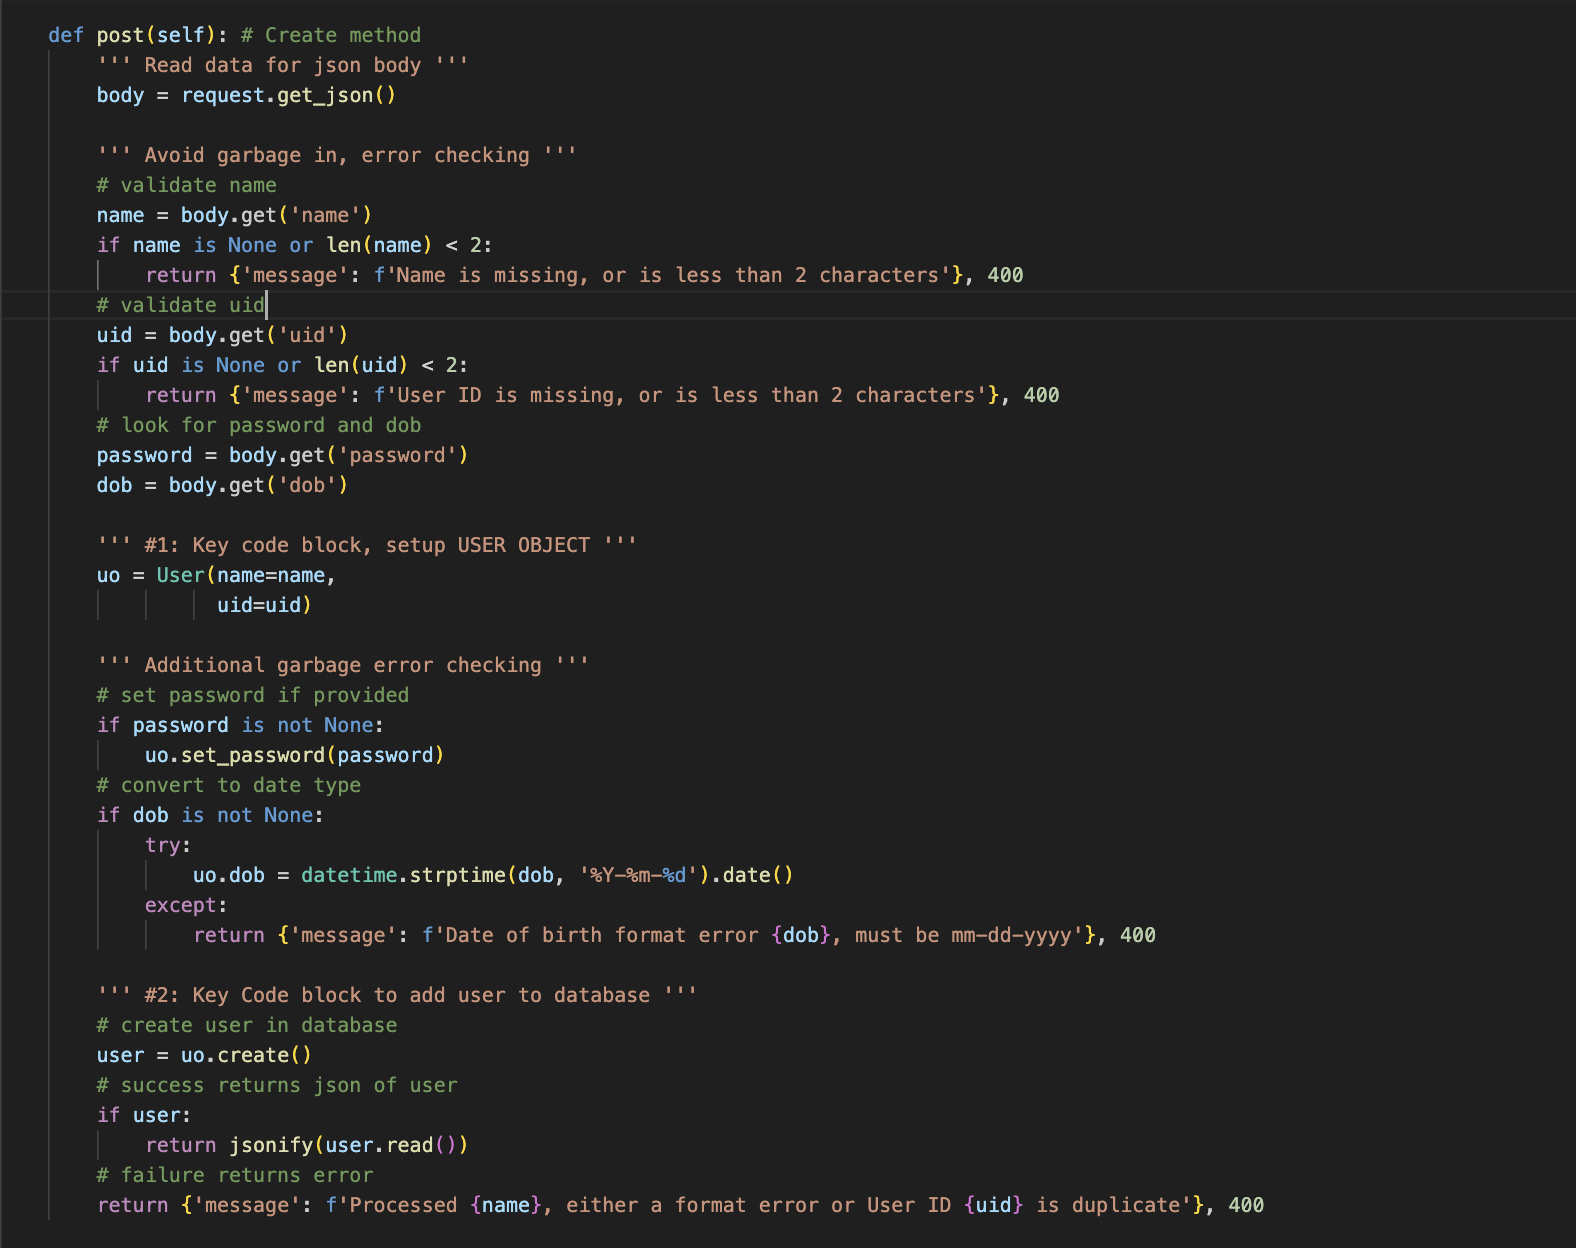 def post(self): # Create method
''' Read data for json body '''
body = request.get_json()
''' Avoid garbage in, error checking '''
# validate name
name = body.get('name')
if name is None or len(name) < 2:
return {'message': f'Name is missing, or is less than 2 characters'}, 400
# validate uid
uid = body.get('uid')
if uid is None or len(uid) < 2:
return {'message': f'User ID is missing, or is less than 2 characters'}, 400
# look for password and dob
password = body.get('password')
dob = body.get('dob')
''' #1: Key code block, setup USER OBJECT '''
uo = User(name=name,
uid=uid)
''' Additional garbage error checking '''
# set password if provided
if password is not None:
uo.set_password(password)
# convert to date type
if dob is not None:
try:
uo.dob = datetime.strptime(dob, '%Y-%m-%d').date()
except:
return {'message': f'Date of birth format error {dob}, must be mm-dd-yyyy'}, 400
''' #2: Key Code block to add user to database '''
# create user in database
user = uo.create()
# success returns json of user
if user:
return jsonify(user.read())
# failure returns error
return {'message': f'Processed {name}, either a format error or User ID {uid} is duplicate'}, 400